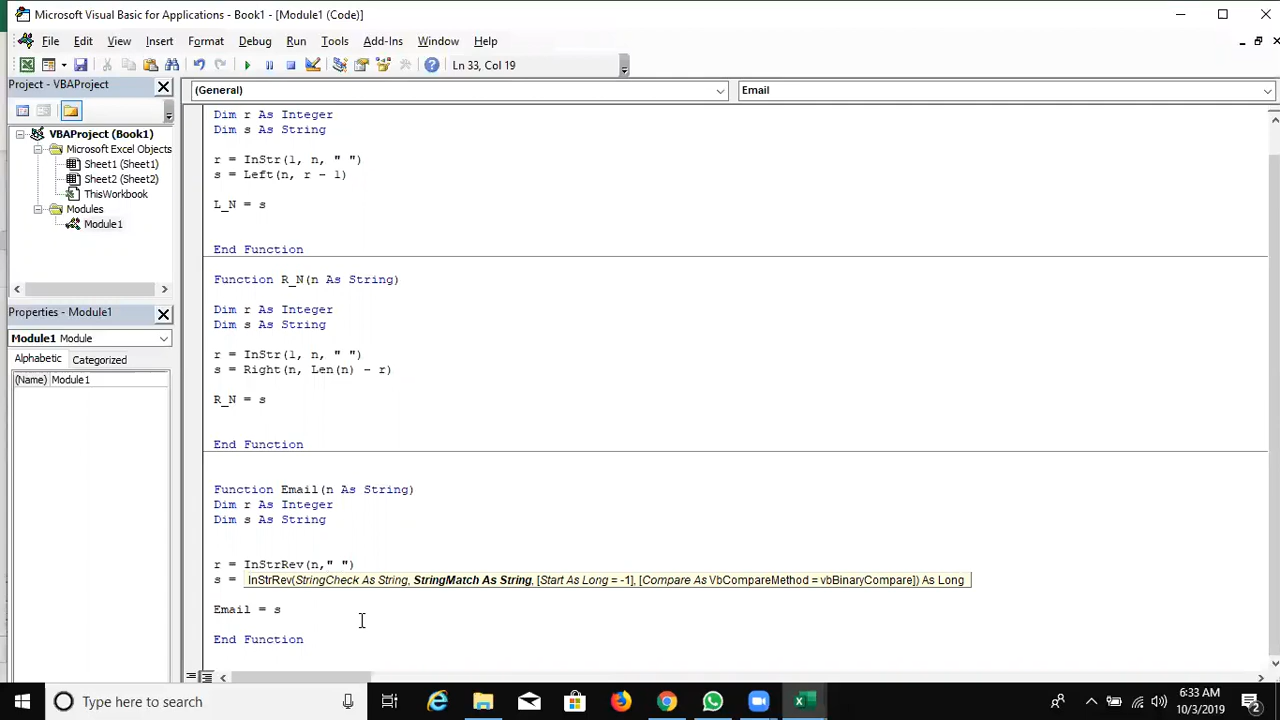 Microsoft Visual Basic for Applications - Book1 - [Module1 (Code)]
File Edit View Insert Format Debug Run Tools Add-Ins Window Help
Ln 33, Col 19
Project - VBAProject
(General)
Email
VBAProject (Book1)
Microsoft Excel Objects
Sheet1 (Sheet1)
Sheet2 (Sheet2)
ThisWorkbook
Modules
Module1
Properties - Module1
Module1 Module
Alphabetic Categorized
(Name) Module1
Dim r As Integer
Dim s As String
r = InStr(1, n, " ")
s = Left(n, r - 1)
L_N = s
End Function
Function R_N(n As String)
Dim r As Integer
Dim s As String
r = InStr(1, n, " ")
s = Right(n, Len(n) - r)
R_N = s
End Function
Function Email(n As String)
Dim r As Integer
Dim s As String
r = InStrRev(n," ")
s =
InStrRev(StringCheck As String, StringMatch As String, [Start As Long = -1], [Compare As VbCompareMethod = vbBinaryCompare]) As Long
Email = s
End Function
Type here to search
6:33 AM
10/3/2019
2